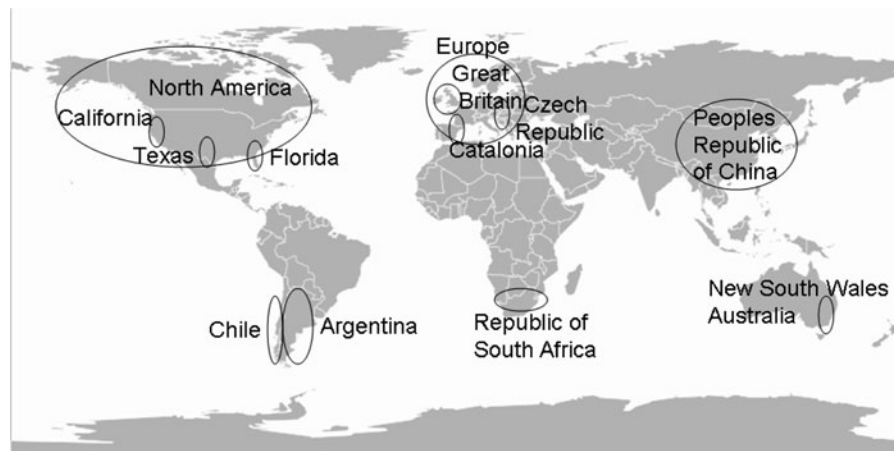 Europe
North America
Great
Britain
Czech
Republic
California
Peoples
Republic
of China
Texas
Florida
Catalonia
New South Wales
Australia
Chile
Argentina
Republic of
South Africa